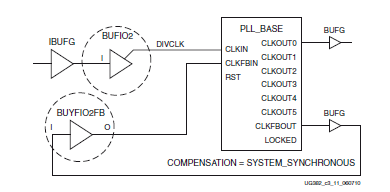 PLL_BASE
IBUFG
BUFIO2
DIVCLK
I
CLKIN
CLKFBIN
RST
CLKOUT0
CLKOUT1
CLKOUT2
CLKOUT3
CLKOUT4
CLKOUT5
CLKFBOUT
LOCKED
BUFG
BUFG
BUYFIO2FB
I
O
COMPENSATION = SYSTEM_SYNCHRONOUS
UG382_c3_11_060710